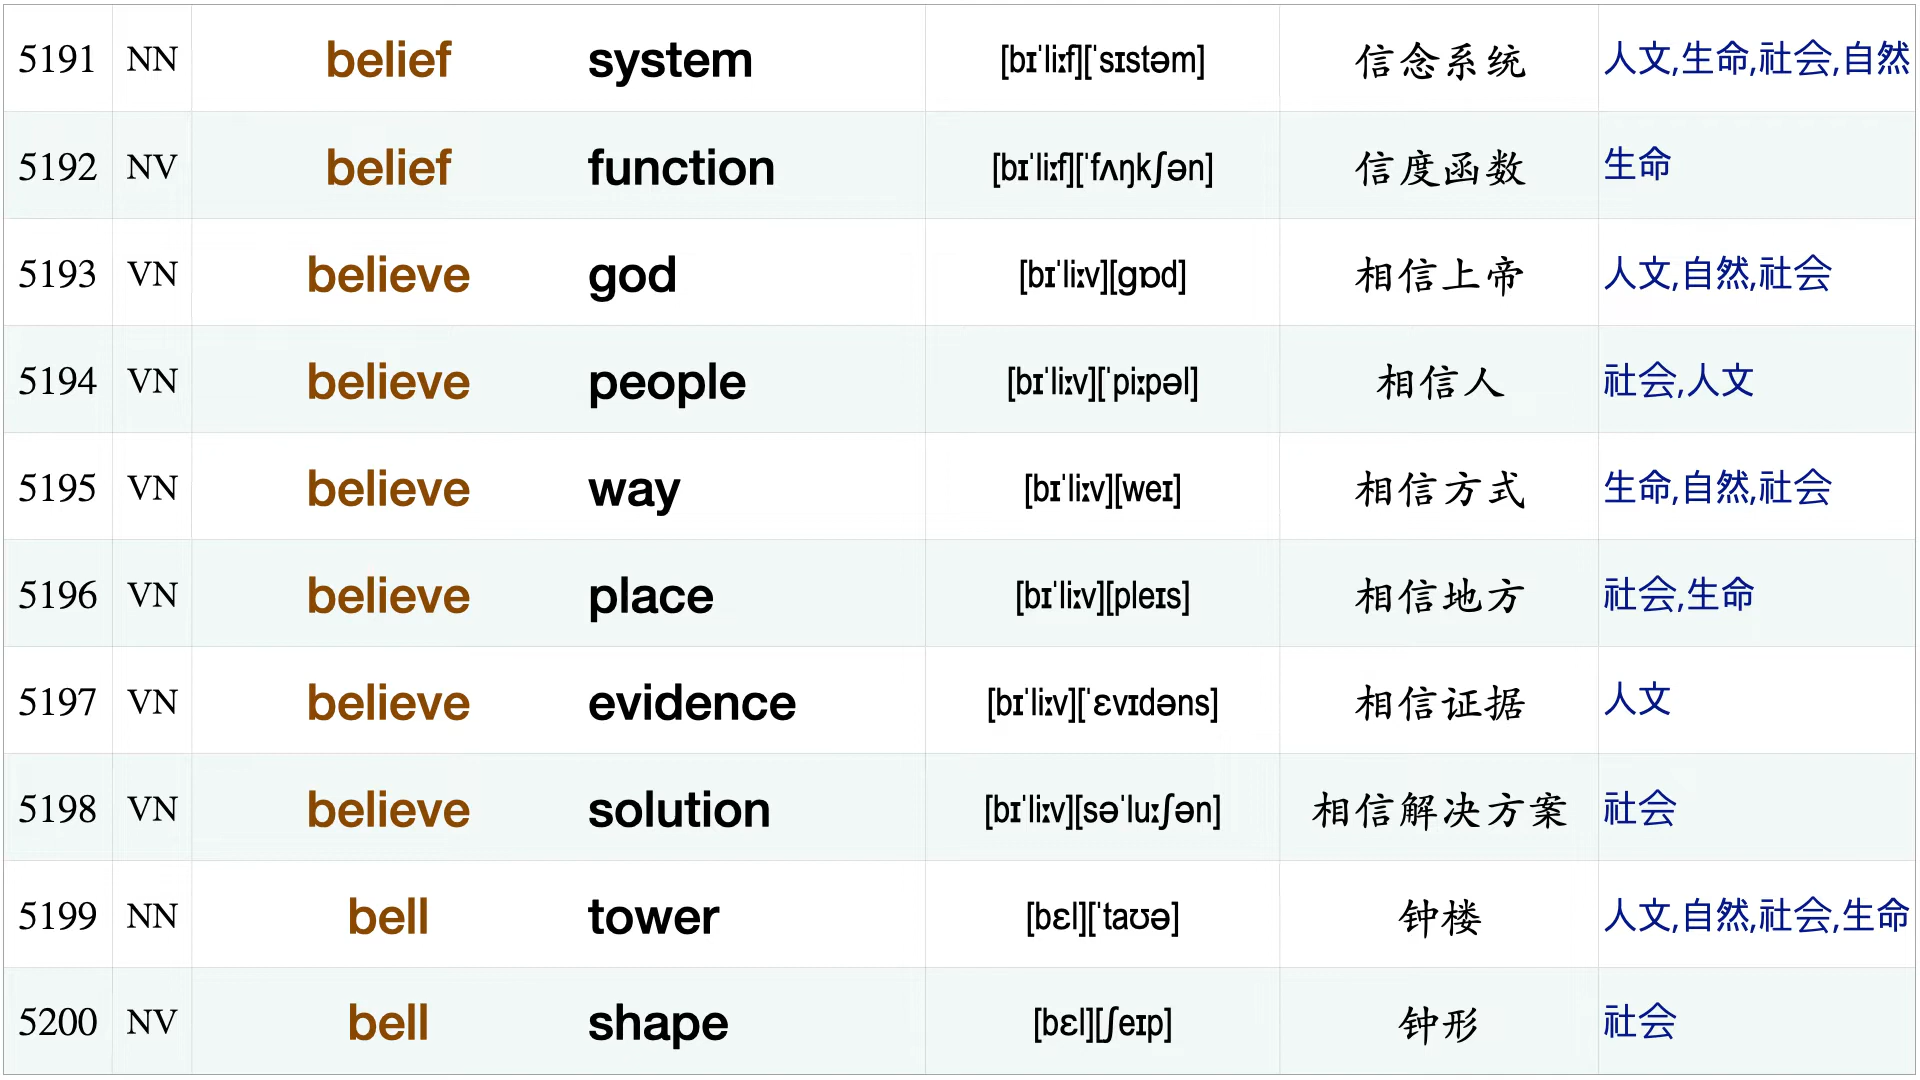 5191 NN belief system [bɪˈliːf][ˈsɪstəm] 信念系统 人文,生命,社会,自然
5192 NV belief function [bɪˈliːf][ˈfʌŋkʃən] 信度函数 生命
5193 VN believe god [bɪˈliːv][ɡɒd] 相信上帝 人文,自然,社会
5194 VN believe people [bɪˈliːv][ˈpiːpəl] 相信人 社会,人文
5195 VN believe way [bɪˈliːv][weɪ] 相信方式 生命,自然,社会
5196 VN believe place [bɪˈliːv][pleɪs] 相信地方 社会,生命
5197 VN believe evidence [bɪˈliːv][ˈɛvɪdəns] 相信证据 人文
5198 VN believe solution [bɪˈliːv][səˈluːʃən] 相信解决方案 社会
5199 NN bell tower [bɛl][ˈtaʊə] 钟楼 人文,自然,社会,生命
5200 NV bell shape [bɛl][ʃeɪp] 钟形 社会